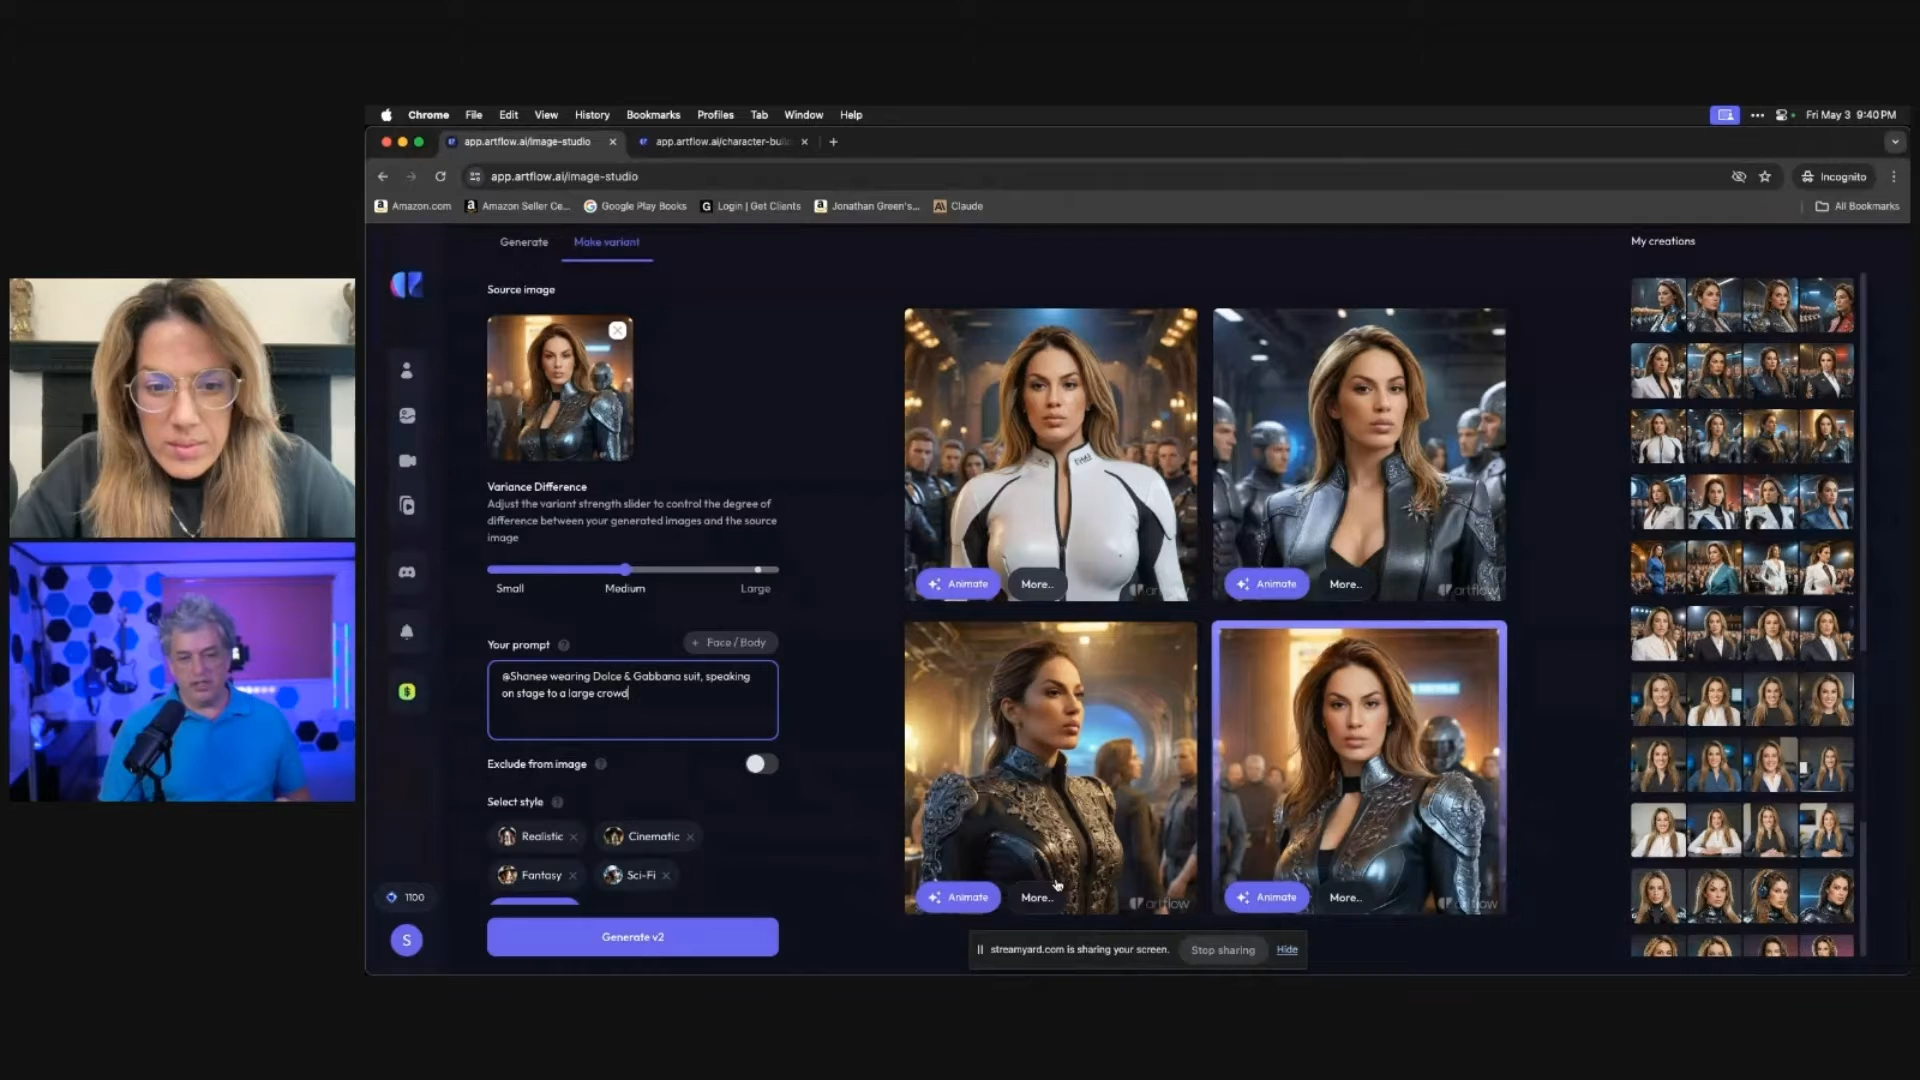 Chrome File Edit View History Bookmarks Profiles Tab Window Help
Fri May 3 9:40 PM
app.artflow.ai/image-studio
app.artflow.ai/character-buil
app.artflow.ai/image-studio
Incognito
Amazon.com
Amazon Seller Ce...
Google Play Books
Login | Get Clients
Jonathan Green's...
Claude
All Bookmarks
Generate
Make variant
My creations
Source image
Variance Difference
Adjust the variant strength slider to control the degree of
difference between your generated images and the source
image
Small
Medium
Large
Your prompt
+ Face / Body
@Shanee wearing Dolce & Gabbana suit, speaking
on stage to a large crowd
Exclude from image
Select style
Realistic
Cinematic
Fantasy
Sci-Fi
1100
S
Generate v2
Animate
More..
artflow
Animate
More..
artflow
Animate
More..
artflow
Animate
More..
artflow
streamyard.com is sharing your screen.
Stop sharing
Hide